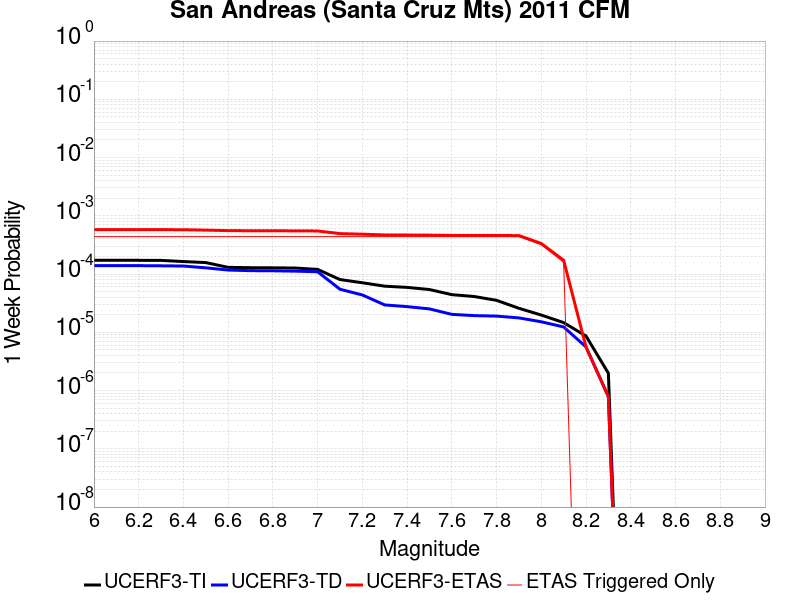 San Andreas (Santa Cruz Mts) 2011 CFM
1 Week Probability
10 0
10 -1
10 -2
10 -3
10 -4
10 -5
10 -6
10 -7
10 -8
6 6.2 6.4 6.6 6.8 7 7.2 7.4 7.6 7.8 8 8.2 8.4 8.6 8.8 9
Magnitude
UCERF3-TI UCERF3-TD UCERF3-ETAS ETAS Triggered Only